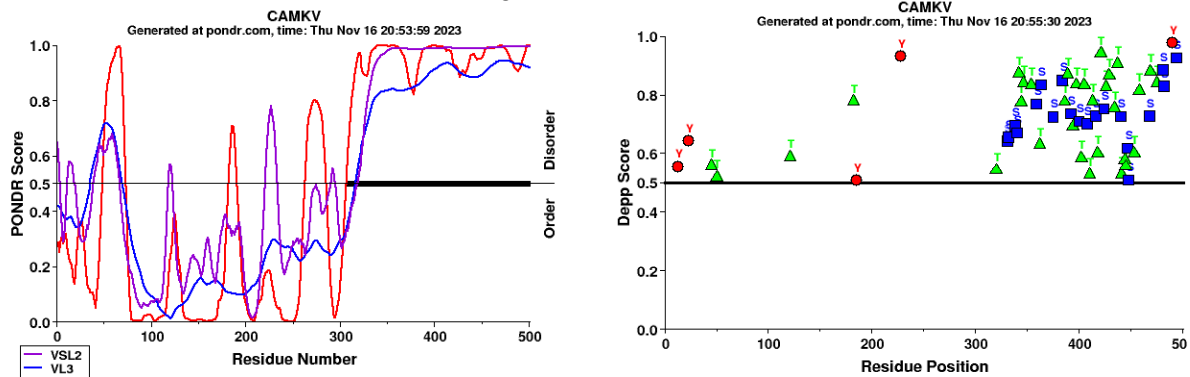 CAMKV
Generated at pondr.com, time: Thu Nov 16 20:53:59 2023
PONDR Score
1.0
0.8
0.6
0.5
0.4
0.2
0.0
0
100
200
300
400
500
Residue Number
Disorder
Order
VSL2
VL3
CAMKV
Generated at pondr.com, time: Thu Nov 16 20:55:30 2023
Depp Score
1.0
0.8
0.6
0.5
0.4
0.2
0.0
0
100
200
300
400
50
Residue Position
Y
Y
T
T
T
Y
T
Y
T
T
T
S
S
T
S
T
T
T
T
T
S
Y
S